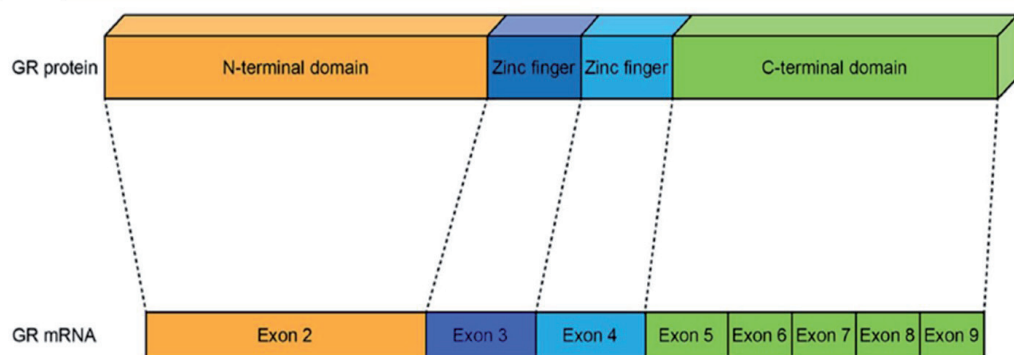 GR protein N-terminal domain Zinc finger Zinc finger C-terminal domain
GR mRNA Exon 2 Exon 3 Exon 4 Exon 5 Exon 6 Exon 7 Exon 8 Exon 9